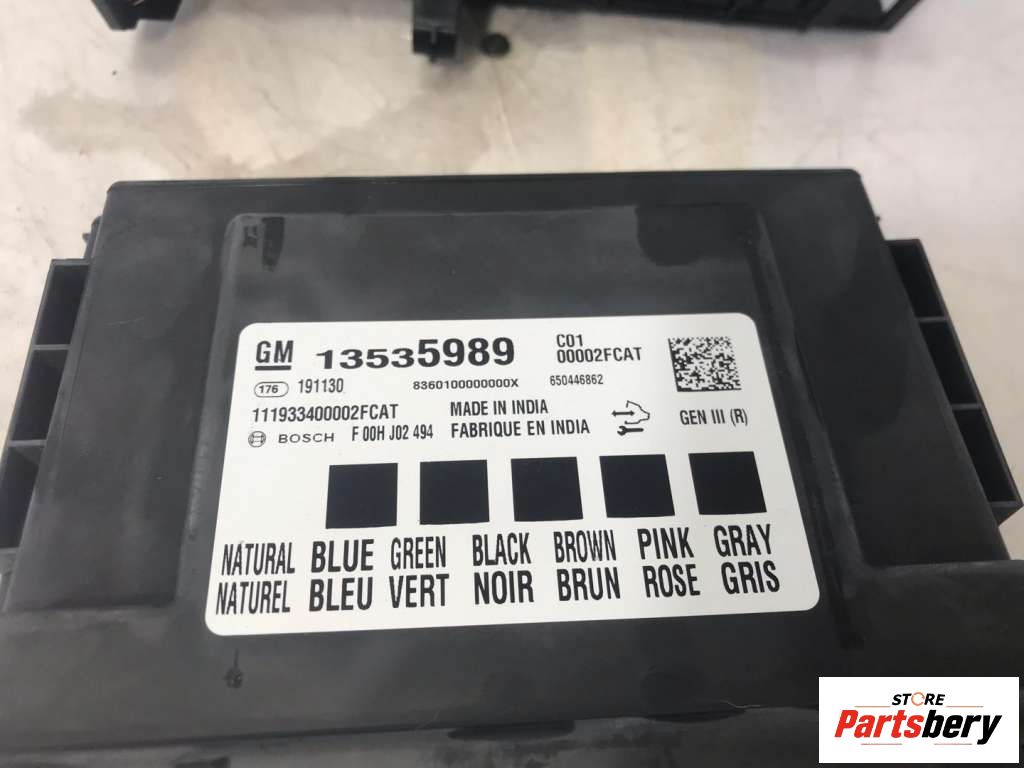 GM 13535989 C01
00002FCAT
176 191130 8360100000000X 650446862
111933400002FCAT MADE IN INDIA
BOSCH F 00H J02 494 FABRIQUE EN INDIA GEN III (R)
NATURAL BLUE GREEN BLACK BROWN PINK GRAY
NATUREL BLEU VERT NOIR BRUN ROSE GRIS
STORE
Partsbery